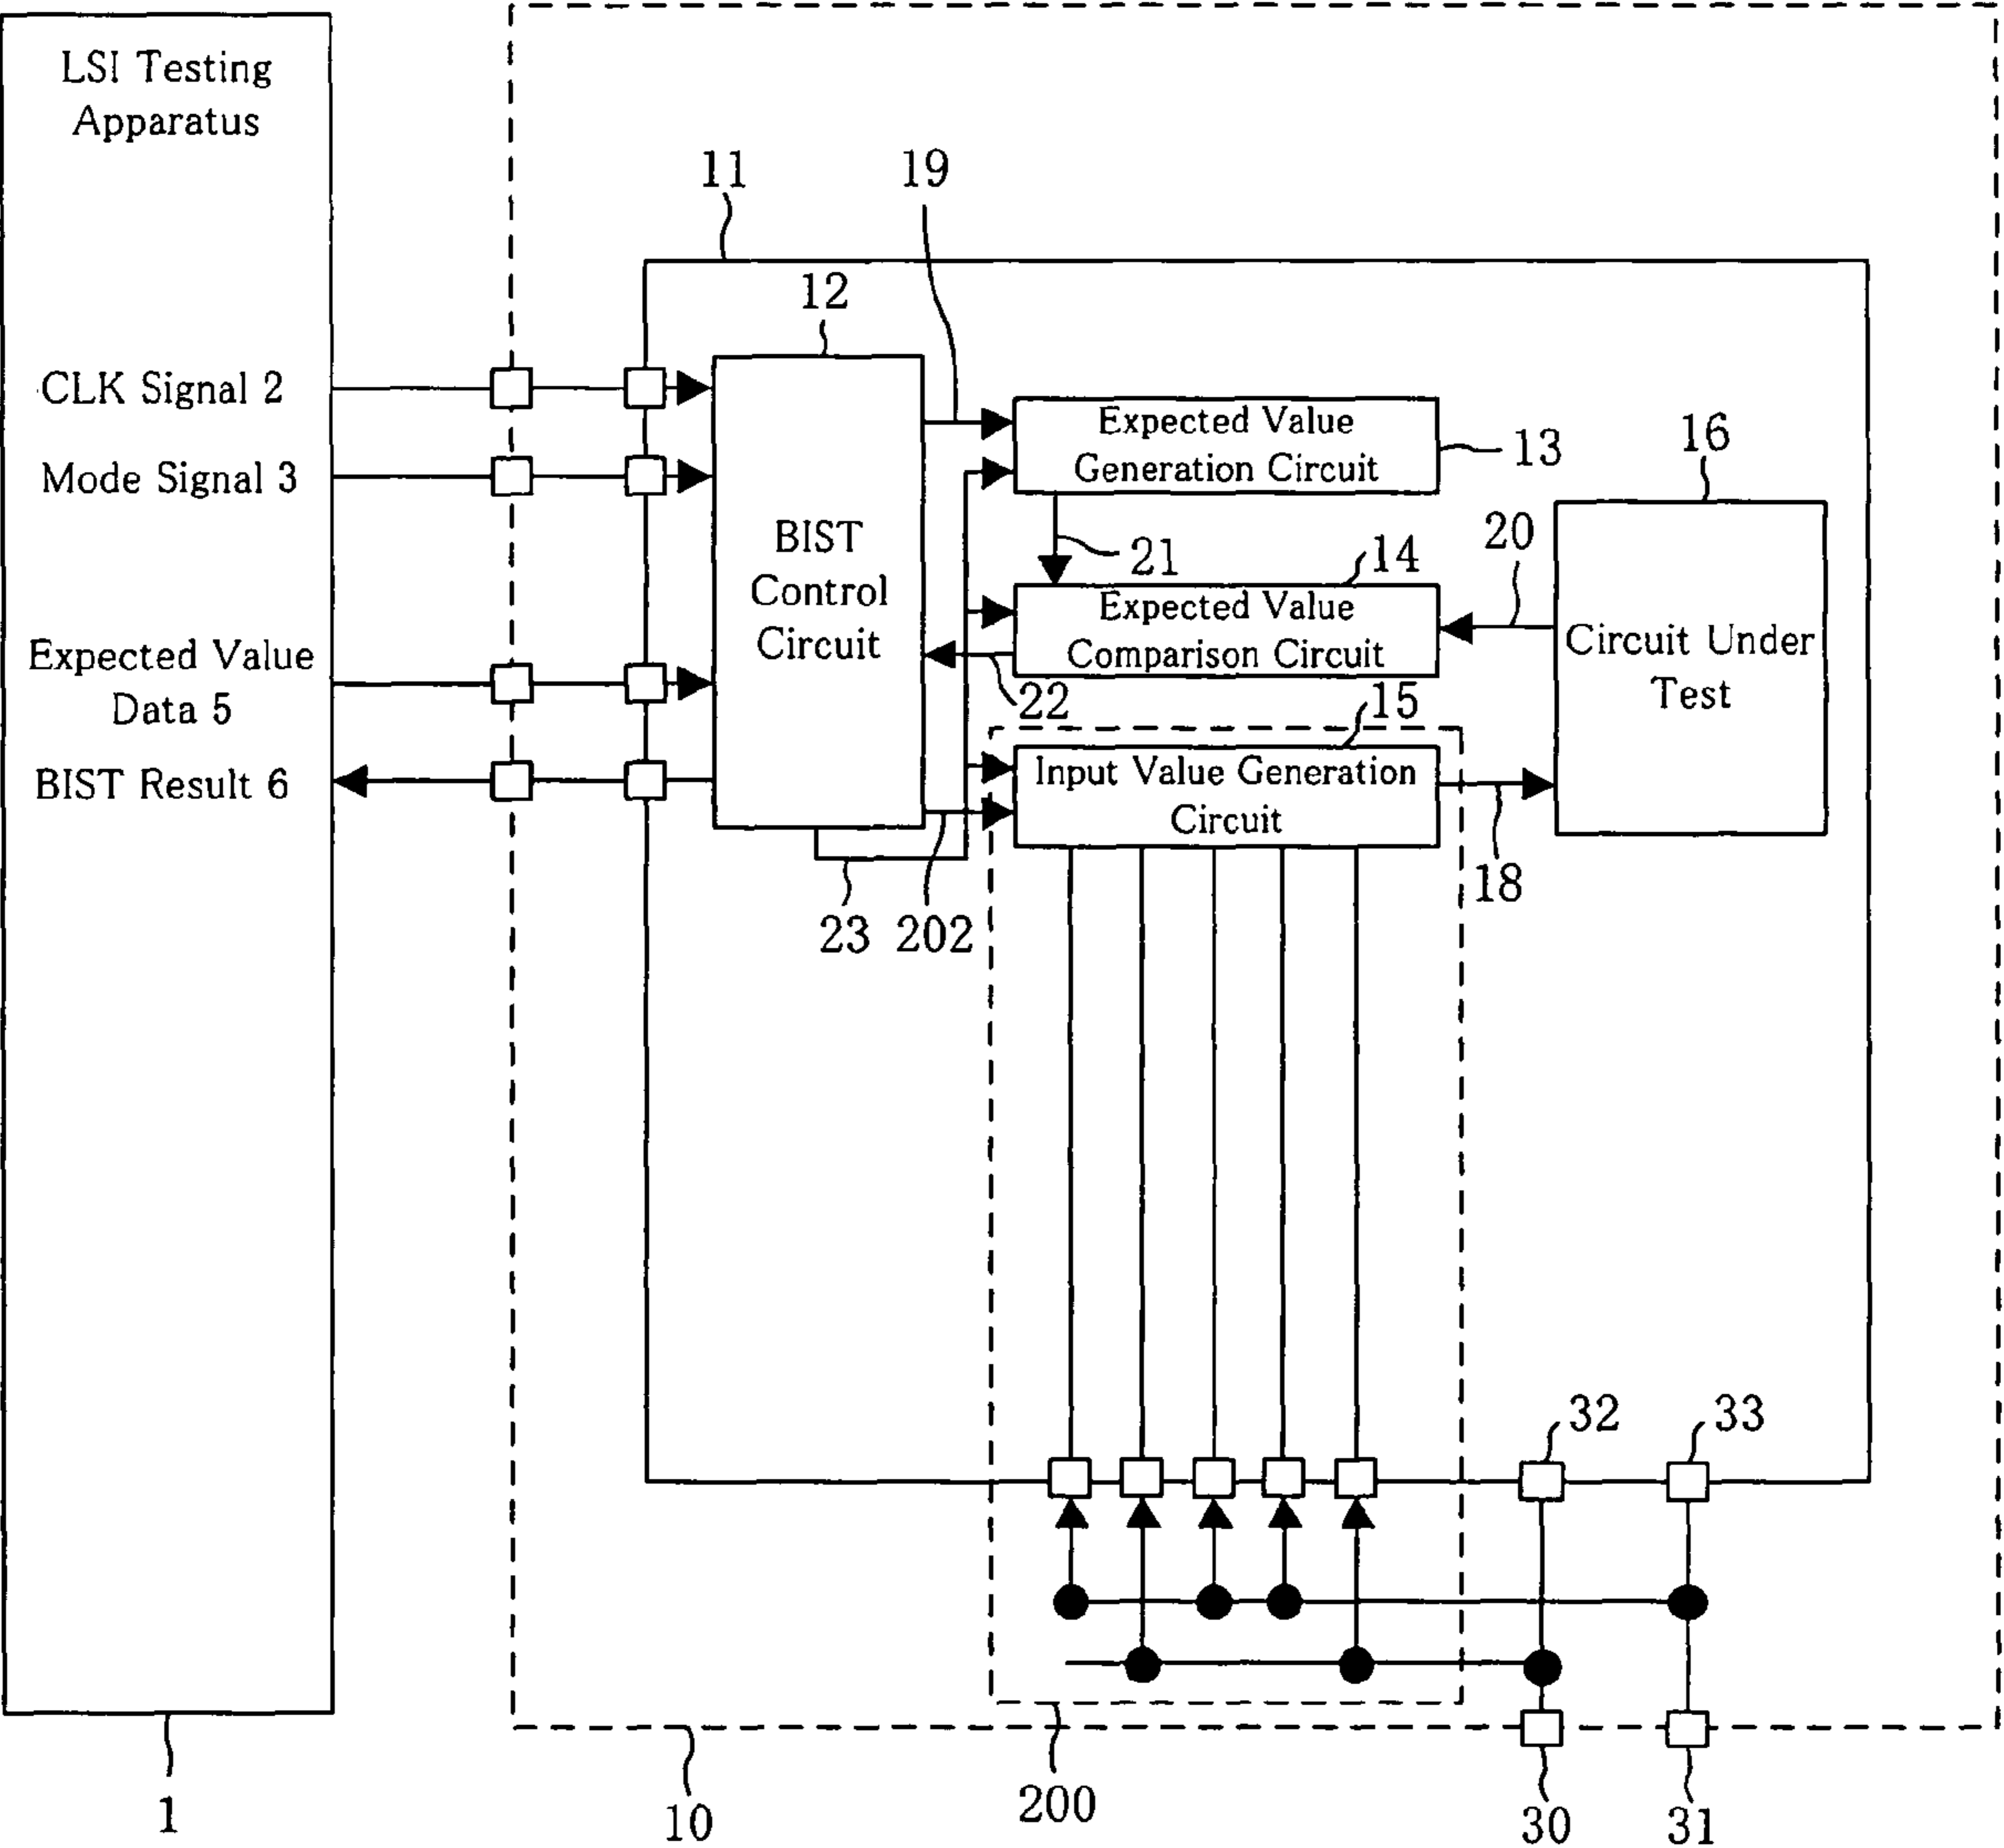 LSI Testing
Apparatus
11
19
12
CLK Signal 2
Expected Value
Generation Circuit
13
16
Mode Signal 3
BIST
Control
Circuit
21
14
20
Expected Value
Comparison Circuit
Circuit Under
Test
Expected Value
Data 5
22
15
BIST Result 6
Input Value Generation
Circuit
18
23
202
32
33
1
10
200
30
31